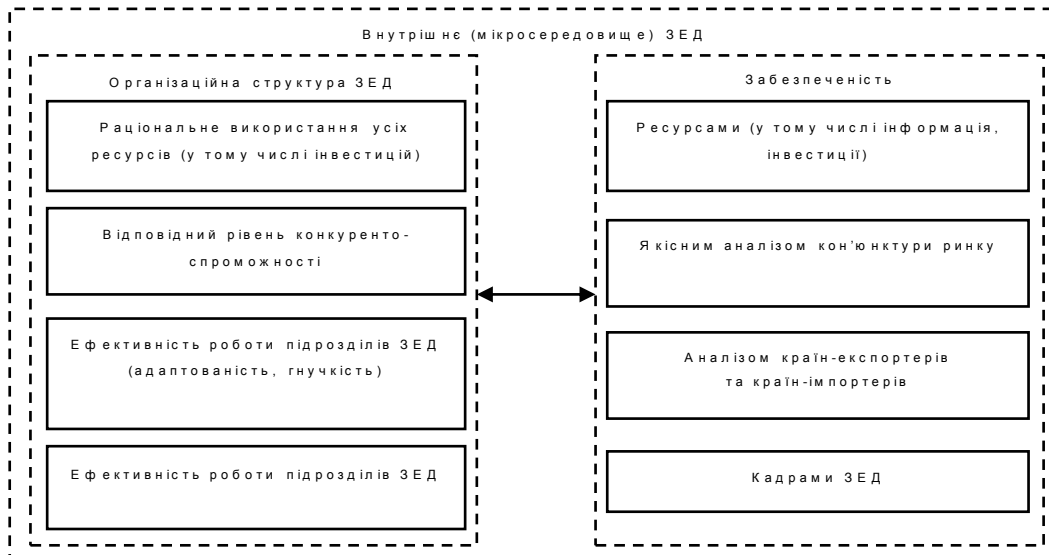 Внутрішнє (мікросередовище) ЗЕД
Організаційна структура ЗЕД
Раціональне використання усіх
ресурсів (у тому числі інвестицій)
Відповідний рівень конкуренто-
спроможності
Ефективність роботи підрозділів ЗЕД
(адаптованість, гнучкість)
Ефективність роботи підрозділів ЗЕД
Забезпеченість
Ресурсами (у тому числі інформація,
інвестиції)
Якісним аналізом кон’юнктури ринку
Аналізом країн-експортерів
та країн-імпортерів
Кадрами ЗЕД